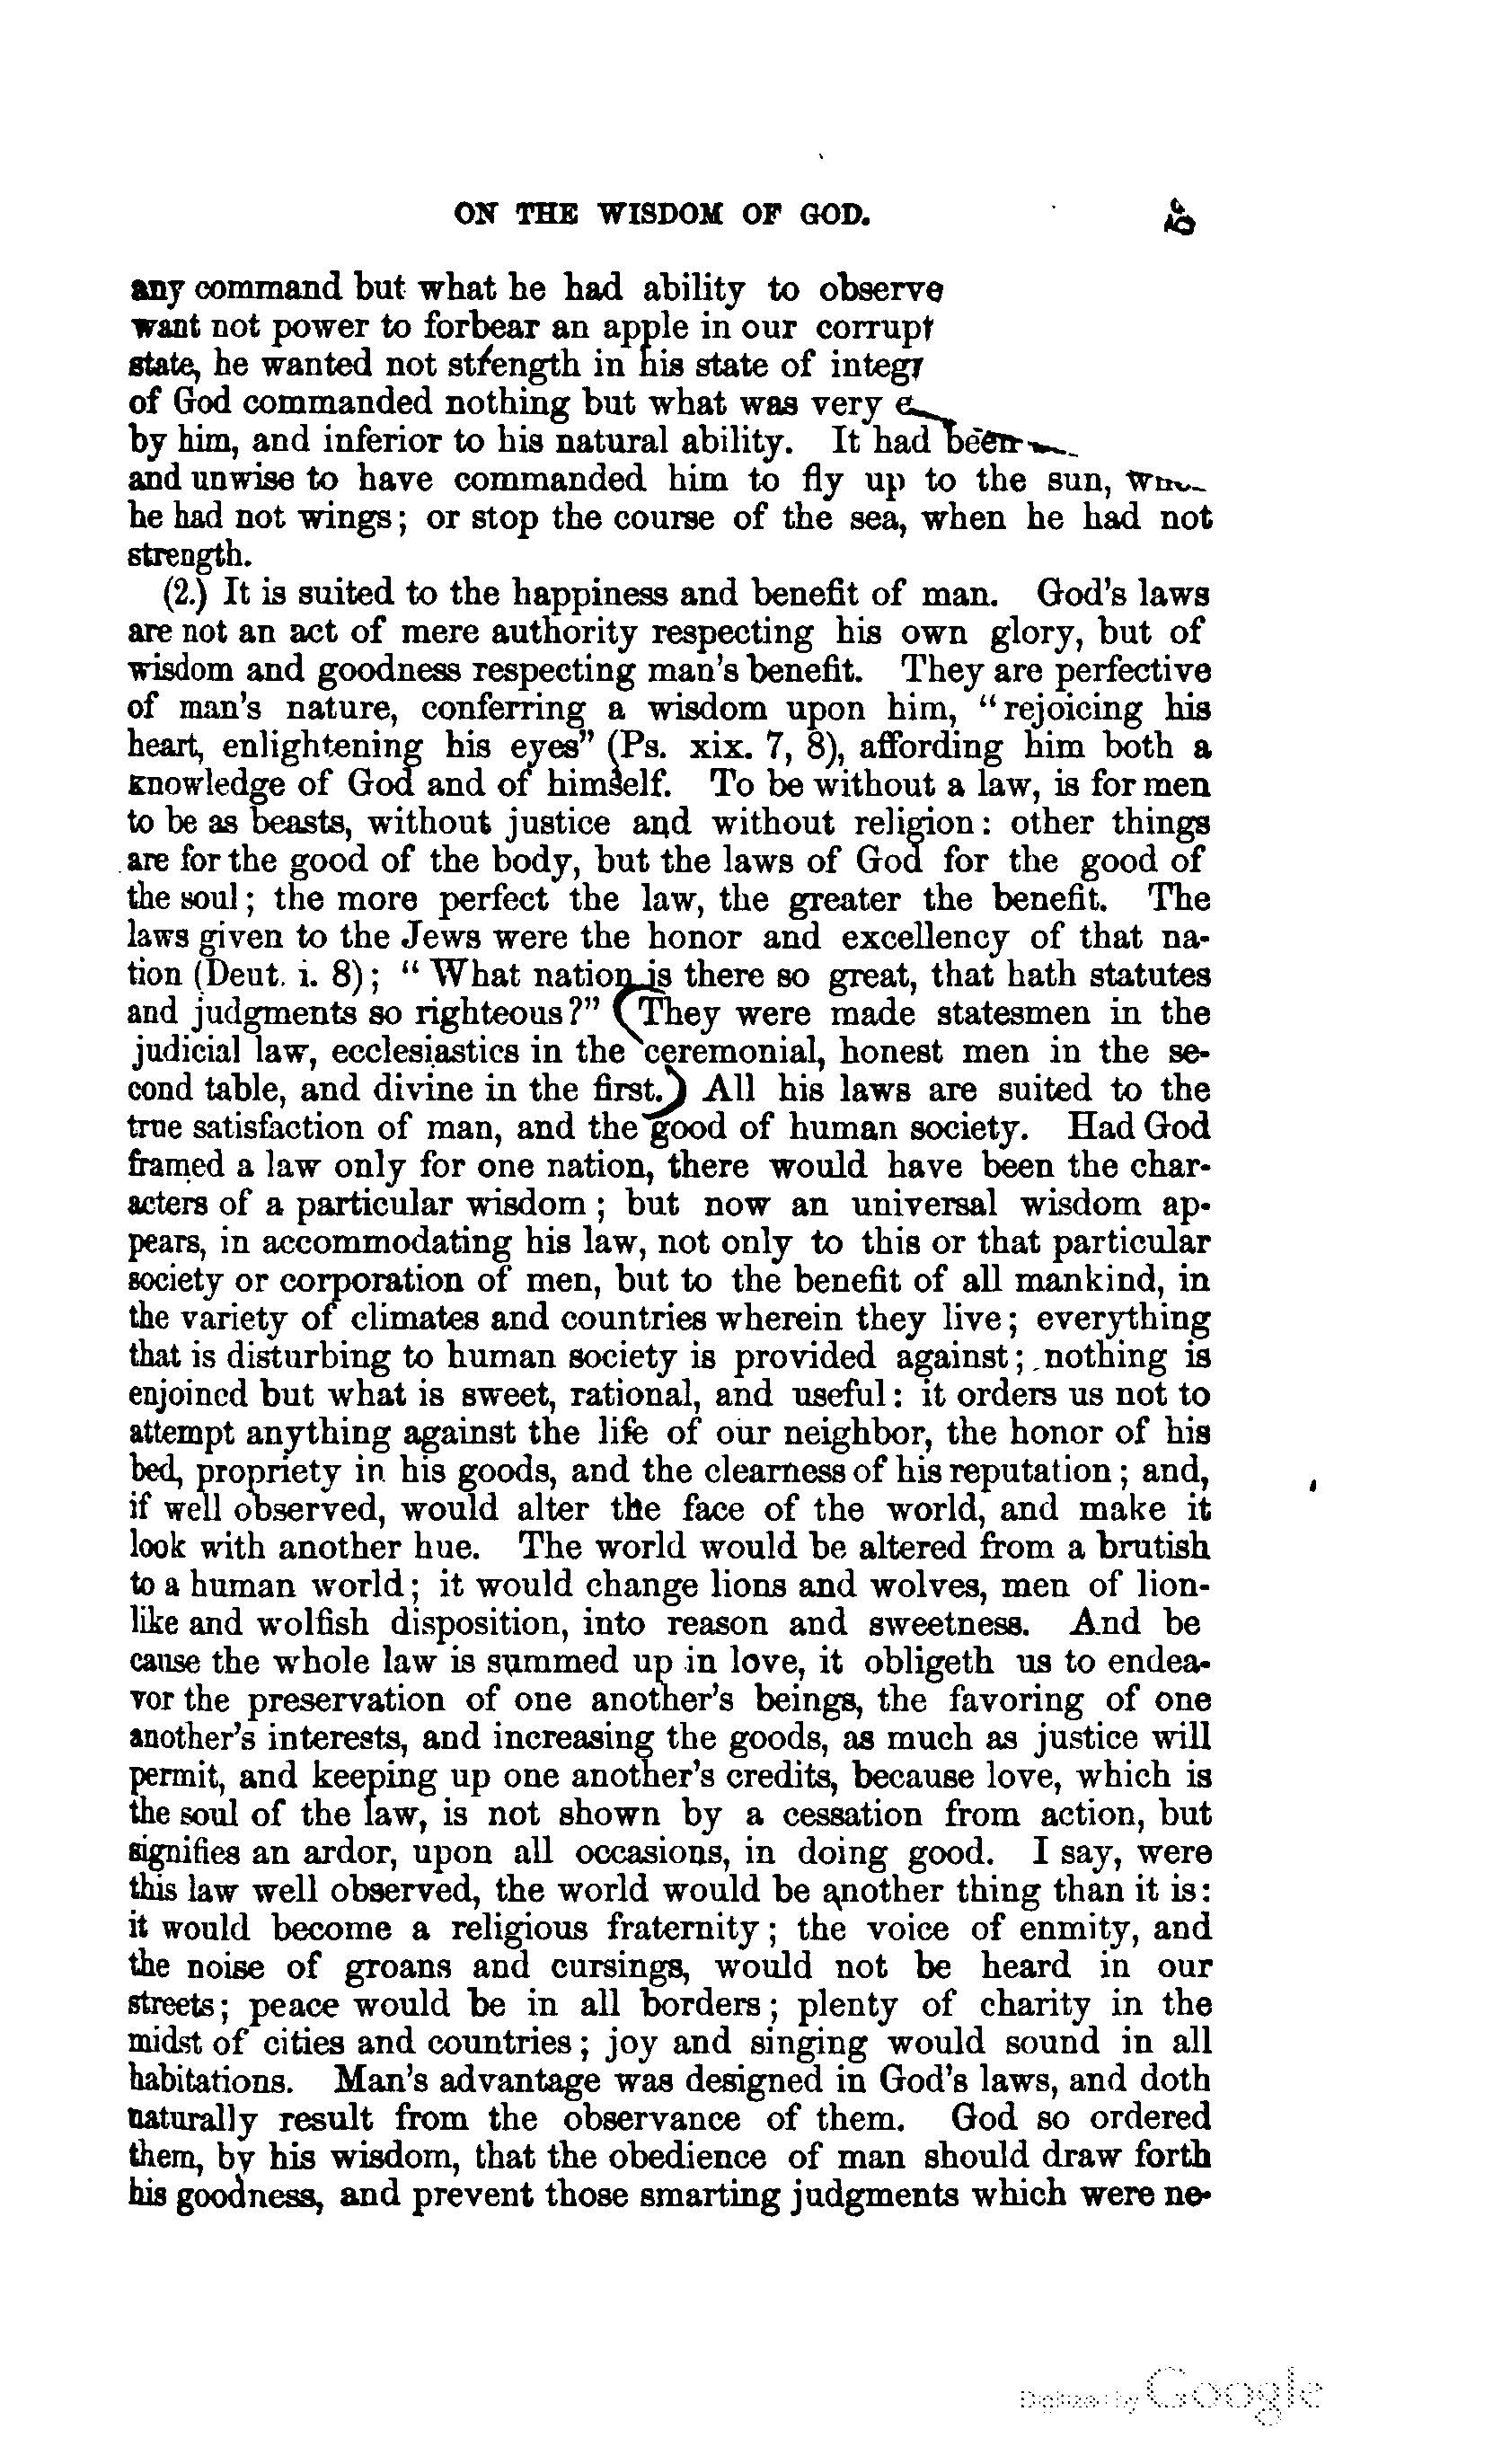 ON THE WISDOM OF GOD.
any command but what he had ability to observe
want not power to forbear an apple in our corrupt
state, he wanted not strength in his state of
of God commanded nothing but what was very
by him, and inferior to his natural ability. It had been
and unwise to have commanded him to fly up to the sun,
he had not wings; or stop the course of the sea, when he had not
strength.
(2.) It is suited to the happiness and benefit of man. God's laws
are not an act of mere authority respecting his own glory, but of
wisdom and goodness respecting man's benefit. They are perfective
of man's nature, conferring a wisdom upon him, "rejoicing his
heart, enlightening his eyes" (Ps. xix. 7, 8), affording him both a
knowledge of God and of himself. To be without a law, is for men
to be as beasts, without justice and without religion: other things
are for the good of the body, but the laws of God for the good of
the soul; the more perfect the law, the greater the benefit. The
laws given to the Jews were the honor and excellency of that na-
tion (Deut. i. 8); "What nation is there so great, that hath statutes
and judgments so righteous?" (They were made statesmen in the
judicial law, ecclesiastics in the ceremonial, honest men in the se-
cond table, and divine in the first.) All his laws are suited to the
true satisfaction of man, and the good of human society. Had God
framed a law only for one nation, there would have been the char-
acters of a particular wisdom; but now an universal wisdom ap-
pears, in accommodating his law, not only to this or that particular
society or corporation of men, but to the benefit of all mankind, in
the variety of climates and countries wherein they live; everything
that is disturbing to human society is provided against; nothing is
enjoined but what is sweet, rational, and useful: it orders us not to
attempt anything against the life of our neighbor, the honor of his
bed, propriety in his goods, and the clearness of his reputation; and,
if well observed, would alter the face of the world, and make it
look with another hue. The world would be altered from a brutish
to a human world; it would change lions and wolves, men of lion-
like and wolfish disposition, into reason and sweetness. And be
cause the whole law is summed up in love, it obligeth us to endea-
vor the preservation of one another's beings, the favoring of one
another's interests, and increasing the goods, as much as justice will
permit, and keeping up one another's credits, because love, which is
the soul of the law, is not shown by a cessation from action, but
signifies an ardor, upon all occasions, in doing good. I say, were
this law well observed, the world would be another thing than it is:
it would become a religious fraternity; the voice of enmity, and
the noise of groans and cursings, would not be heard in our
streets; peace would be in all borders; plenty of charity in the
midst of cities and countries; joy and singing would sound in all
habitations. Man's advantage was designed in God's laws, and doth
naturally result from the observance of them. God so ordered
them, by his wisdom, that the obedience of man should draw forth
his goodness, and prevent those smarting judgments which were ne-
Digitized by Google